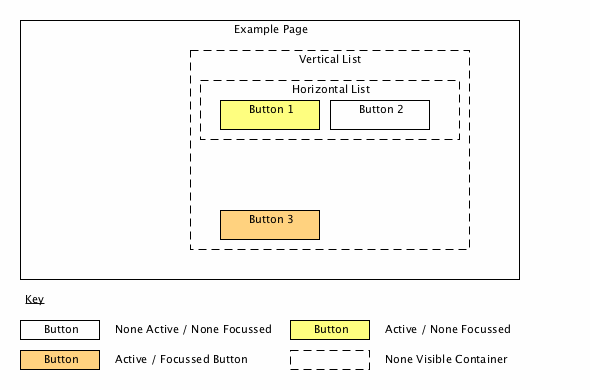 Example Page
Vertical List
Horizontal List
Button 1 Button 2
Button 3
Key
Button None Active / None Focussed Button Active / None Focussed
Button Active / Focussed Button None Visible Container